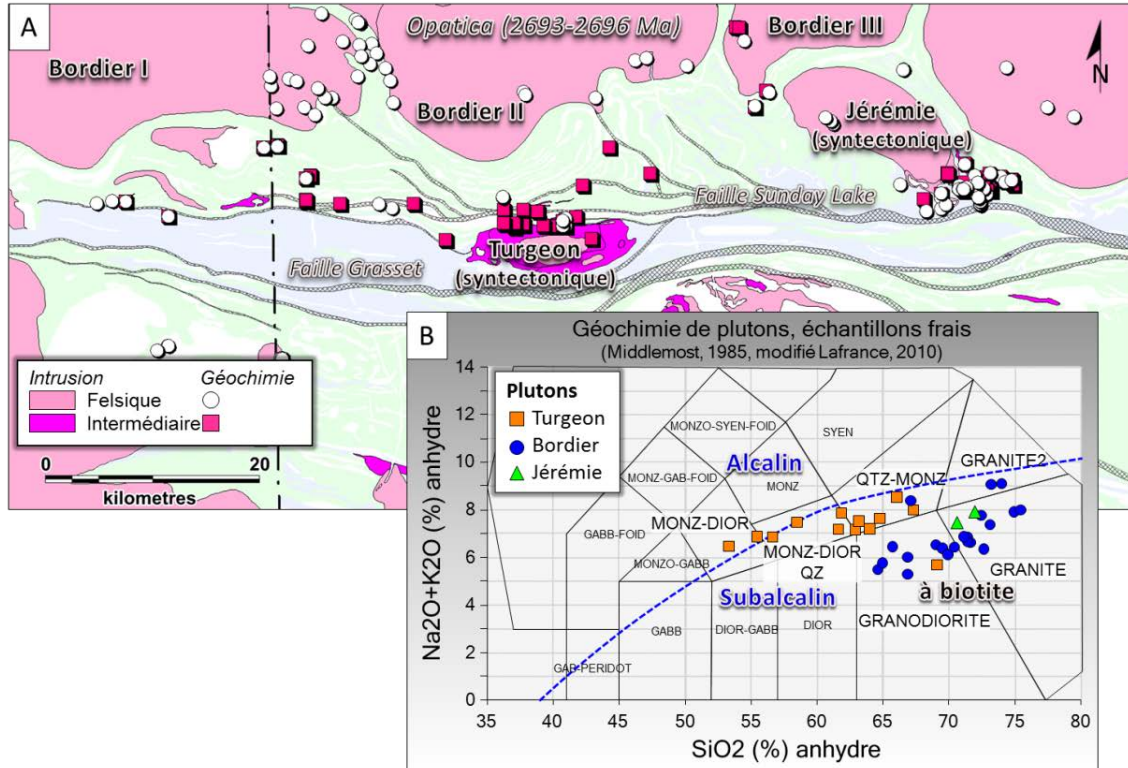 A
Opatica (2693-2696 Ma)
Bordier I
Bordier II
Bordier III
N
Jérémie
(syntectonique)
Faille Sunday Lake
Turgeon
(syntectonique)
Faille Grasset
Intrusion Géochimie
Felsique
Intermédiaire
0 20
kilometres
B
Géochimie de plutons, échantillons frais
(Middlemost, 1985, modifié Lafrance, 2010)
Plutons
Turgeon
Bordier
Jérémie
Na2O+K2O (%) anhydre
14
12
10
8
6
4
2
0
MONZO-SYEN-FOID
SYEN
Alcalin
GRANITE2
MONZ-GAB-FOID
MONZ
QTZ-MONZ
GABB-FOID
MONZ-DIOR
MONZO-GABB
MONZ-DIOR
QZ
GRANITE
Subalcalin
à biotite
GABB
DIOR-GABB
DIOR
GRANODIORITE
GAB-PERIDOT
35 40 45 50 55 60 65 70 75 80
SiO2 (%) anhydre